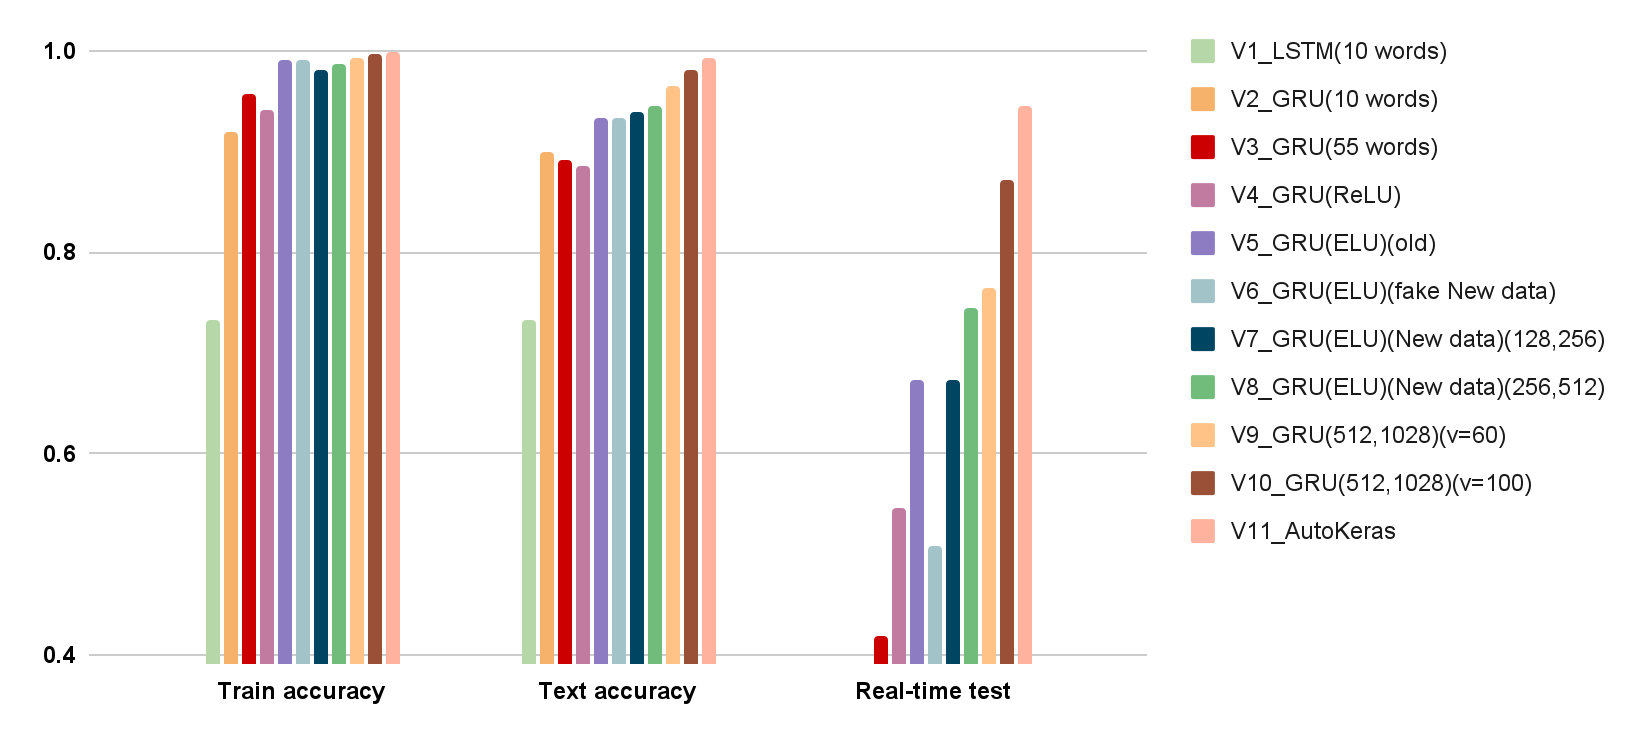 1.0
0.8
0.6
0.4
Train accuracy
Text accuracy
Real-time test
V1_LSTM(10 words)
V2_GRU(10 words)
V3_GRU(55 words)
V4_GRU(ReLU)
V5_GRU(ELU)(old)
V6_GRU(ELU)(fake New data)
V7_GRU(ELU)(New data)(128,256)
V8_GRU(ELU)(New data)(256,512)
V9_GRU(512,1028)(v=60)
V10_GRU(512,1028)(v=100)
V11_AutoKeras